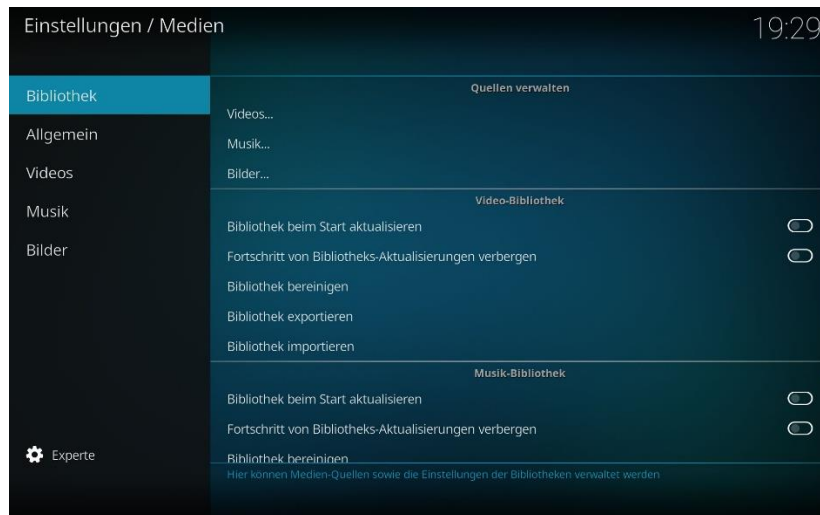 Einstellungen / Medien
19:29
Bibliothek
Allgemein
Videos
Musik
Bilder
Experte
Quellen verwalten
Videos...
Musik...
Bilder...
Video-Bibliothek
Bibliothek beim Start aktualisieren
Fortschritt von Bibliotheks-Aktualisierungen verbergen
Bibliothek bereinigen
Bibliothek exportieren
Bibliothek importieren
Musik-Bibliothek
Bibliothek beim Start aktualisieren
Fortschritt von Bibliotheks-Aktualisierungen verbergen
Bibliothek bereinigen
Hier können Medien-Quellen sowie die Einstellungen der Bibliotheken verwaltet werden